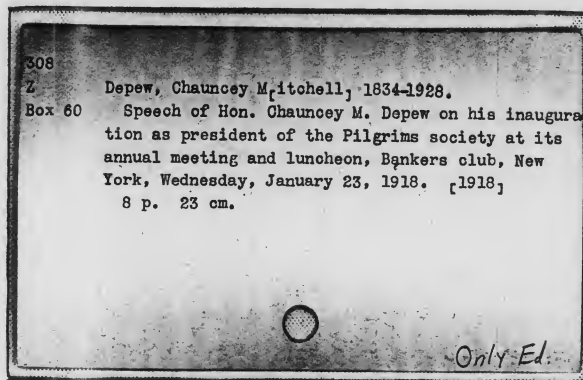 308
Z Depew, Chauncey M[itchell] 1834-1928.
Box 60 Speech of Hon. Chauncey M. Depew on his inaugura
tion as president of the Pilgrims society at its
annual meeting and luncheon, Bankers club, New
York, Wednesday, January 23, 1918. [1918]
8 p. 23 cm.
Only Ed.